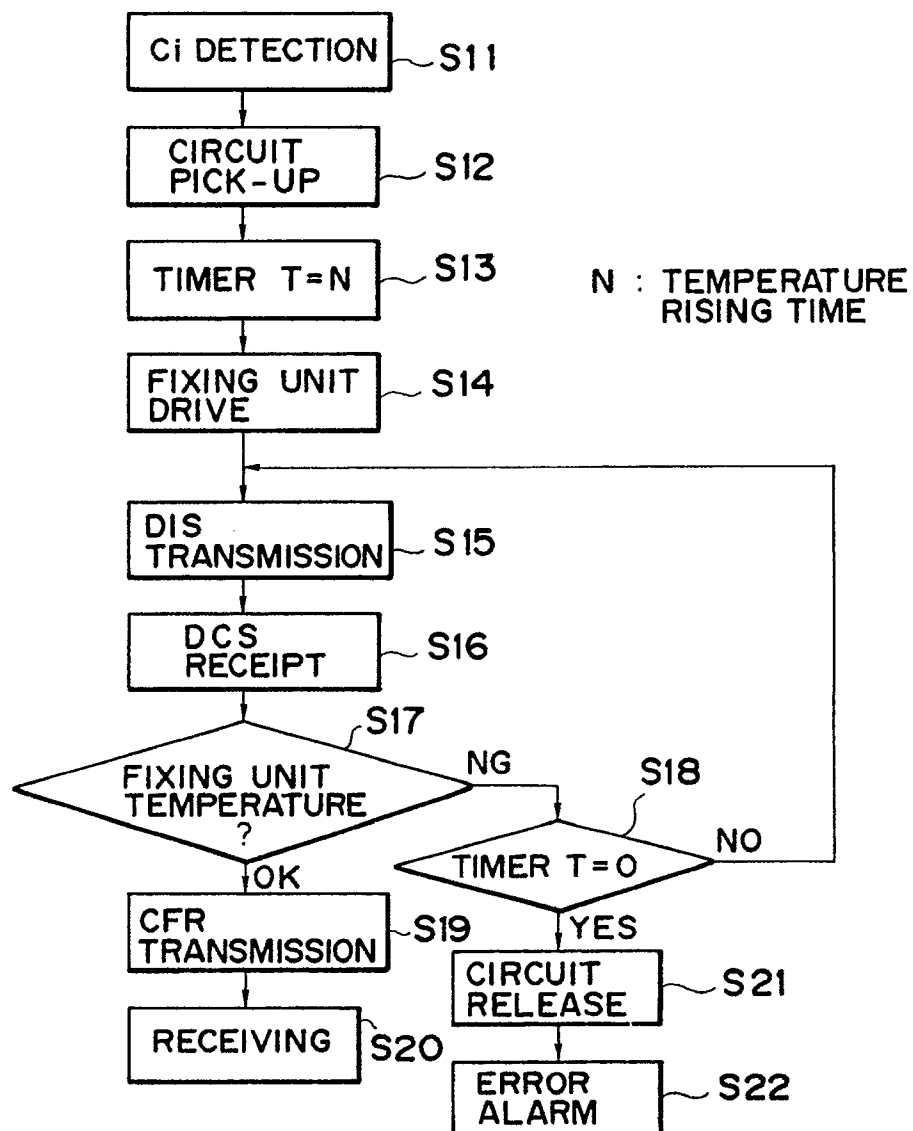 Ci DETECTION
S11
CIRCUIT
PICK-UP
S12
TIMER T=N
S13
N : TEMPERATURE
RISING TIME
FIXING UNIT
DRIVE
S14
DIS
TRANSMISSION
S15
DCS
RECEIPT
S16
S17
FIXING UNIT
TEMPERATURE
?
NG
OK
S18
TIMER T=0
NO
YES
CFR
TRANSMISSION
S19
CIRCUIT
RELEASE
S21
RECEIVING
S20
ERROR
ALARM
S22